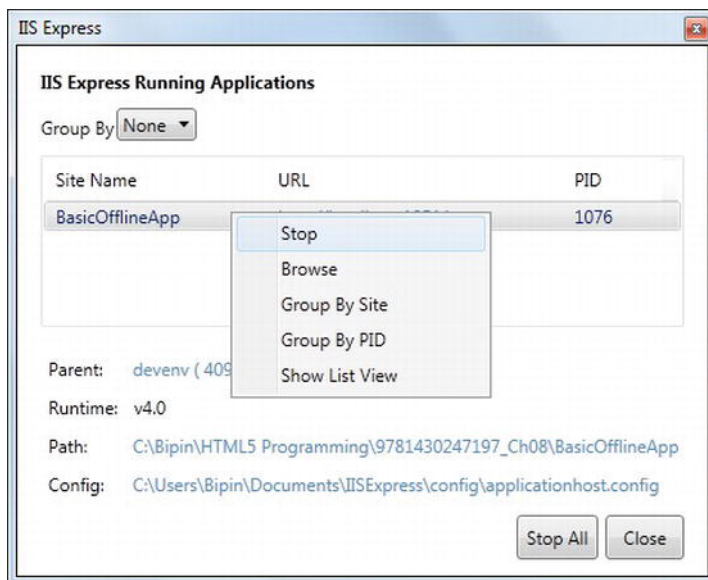 IIS Express
IIS Express Running Applications
Group By None
Site Name URL PID
BasicOfflineApp 1076
Stop
Browse
Group By Site
Group By PID
Show List View
Parent: devenv ( 409
Runtime: v4.0
Path: C:\Bipin\HTML5 Programming\9781430247197_Ch08\BasicOfflineApp
Config: C:\Users\Bipin\Documents\IISExpress\config\applicationhost.config
Stop All Close